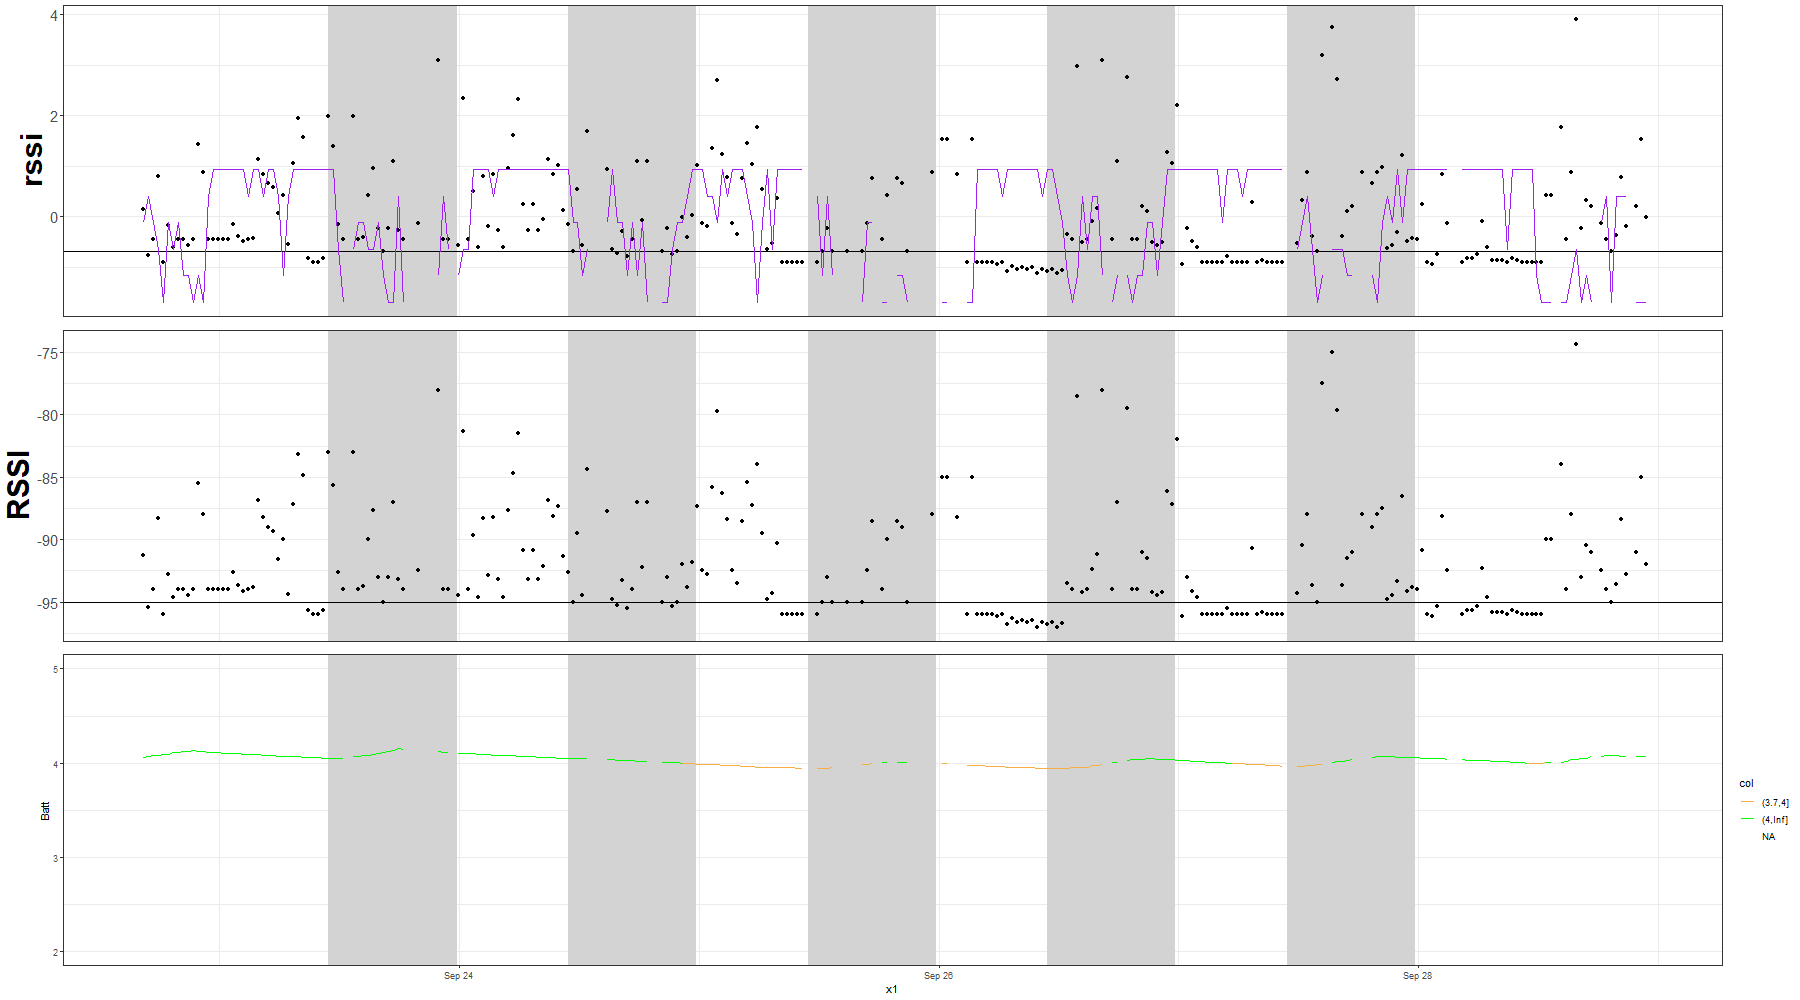 4
2
0
rssi
-75
-80
-85
-90
-95
RSSI
5
4
3
2
Batt
Sep 24
Sep 26
Sep 28
x1
col
(3.7,4]
(4,Inf]
NA